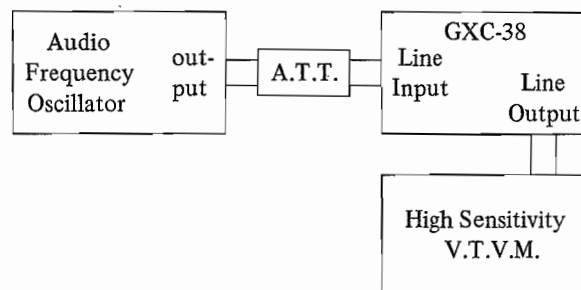 Audio
Frequency
Oscillator
out-
put
A.T.T.
GXC-38
Line
Input
Line
Output
High Sensitivity
V.T.V.M.